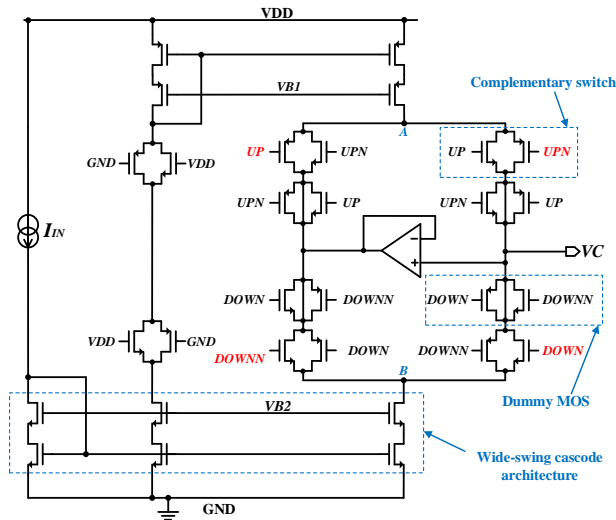 VDD
Complementary switch
VB1
A
UP
UPN
UP
UPN
GND
VDD
UPN
UP
UPN
UP
IIN
−
+
VC
DOWN
DOWNN
DOWN
DOWNN
VDD
GND
DOWNN
DOWN
DOWNN
DOWN
B
Dummy MOS
VB2
Wide-swing cascode
architecture
GND